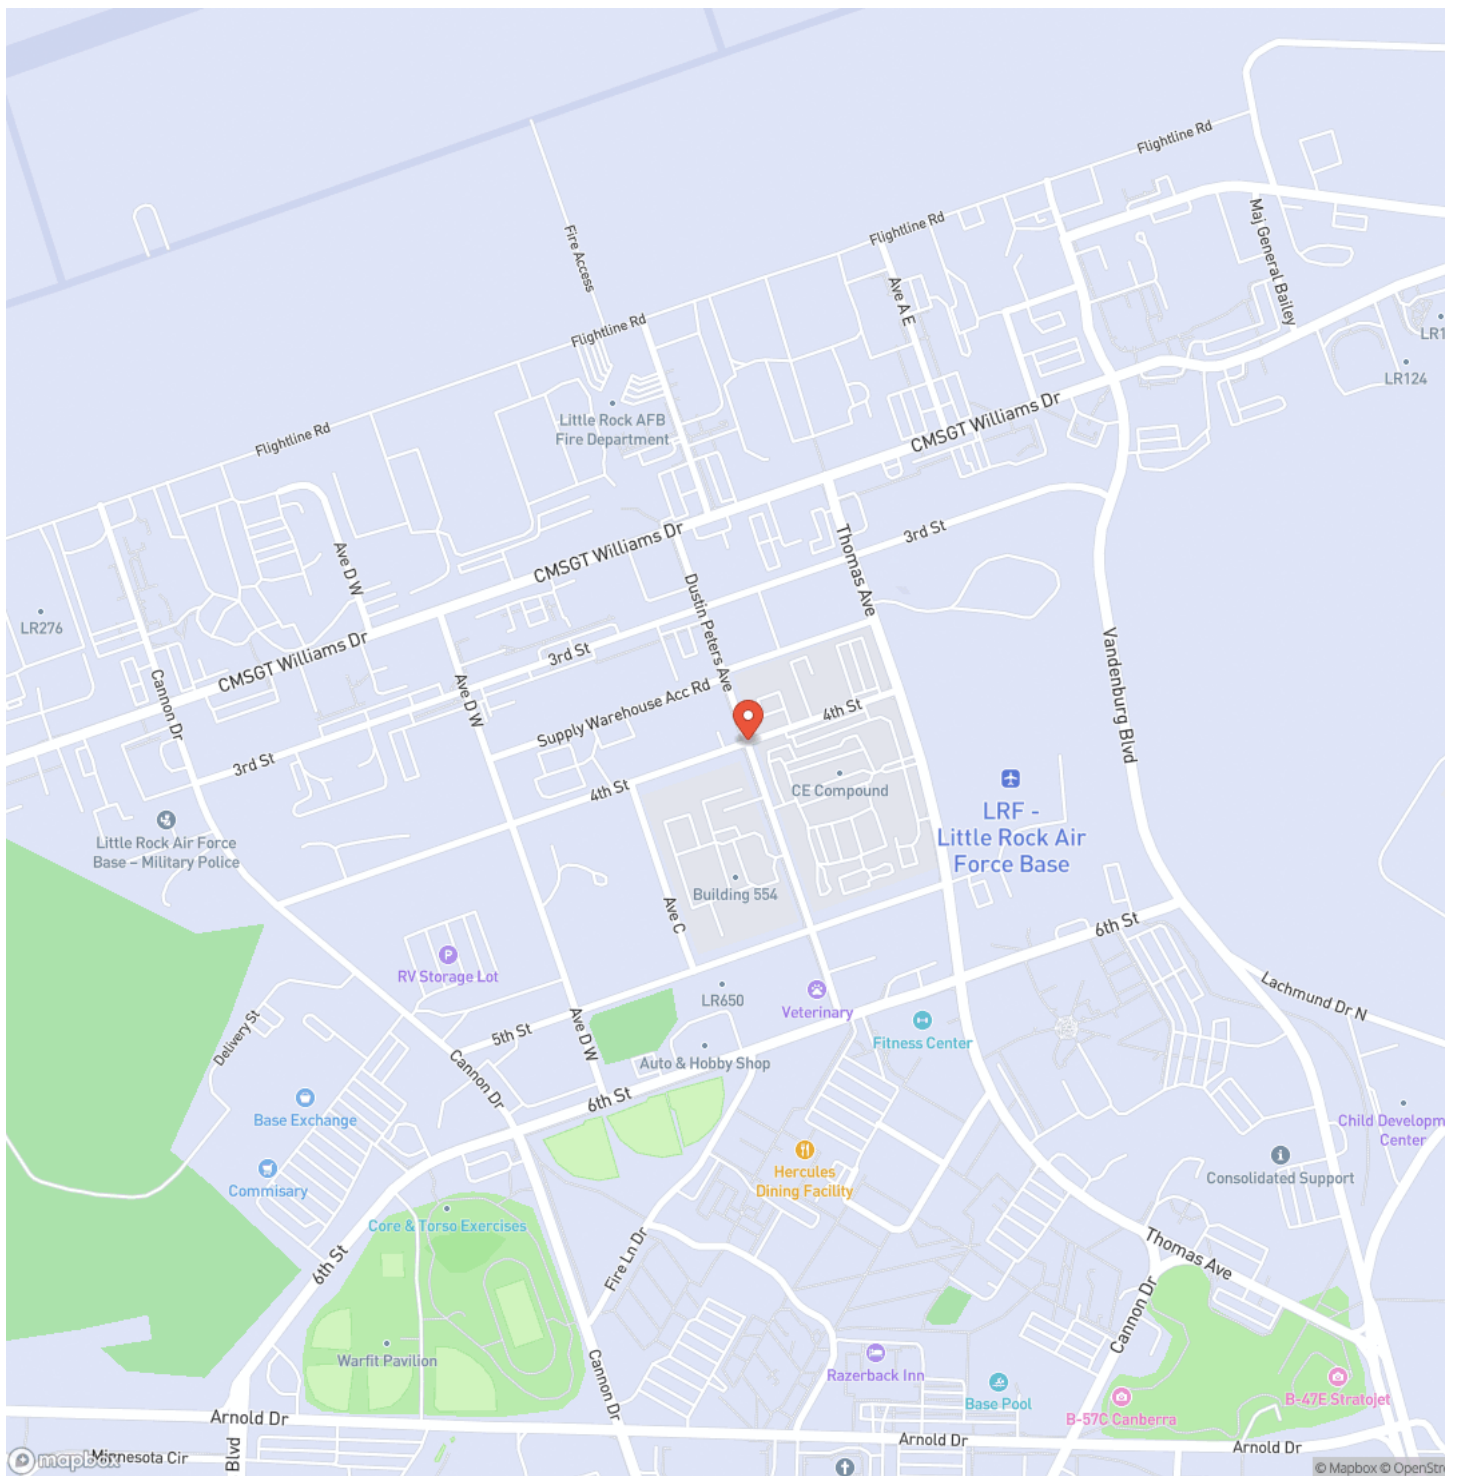 Flightline Rd
Flightline Rd
Maj General Bailey
Fire Access
Ave A E
Flightline Rd
LR1
LR124
Little Rock AFB
Fire Department
CMSGT Williams Dr
Flightline Rd
3rd St
Thomas Ave
Ave D W
CMSGT Williams Dr
Dustin Peters Ave
LR276
CMSGT Williams Dr
3rd St
Vandenburg Blvd
Cannon Dr
Ave D W
Supply Warehouse Acc Rd
4th St
3rd St
4th St
CE Compound
LRF -
Little Rock Air
Force Base
Little Rock Air Force
Base – Military Police
Building 554
Ave C
6th St
P
RV Storage Lot
LR650
Veterinary
Lachmund Dr N
Delivery St
5th St
Ave D W
Fitness Center
Auto & Hobby Shop
Cannon Dr
6th St
Base Exchange
Child Developm
Center
Hercules
Dining Facility
Consolidated Support
Commisary
Core & Torso Exercises
6th St
Fire Ln Dr
Thomas Ave
Cannon Dr
Warfit Pavilion
Cannon Dr
Razerback Inn
Base Pool
B-57C Canberra
B-47E Stratojet
Arnold Dr
Arnold Dr
Arnold Dr
Blvd
Minnesota Cir
mapbox
© Mapbox © OpenStre